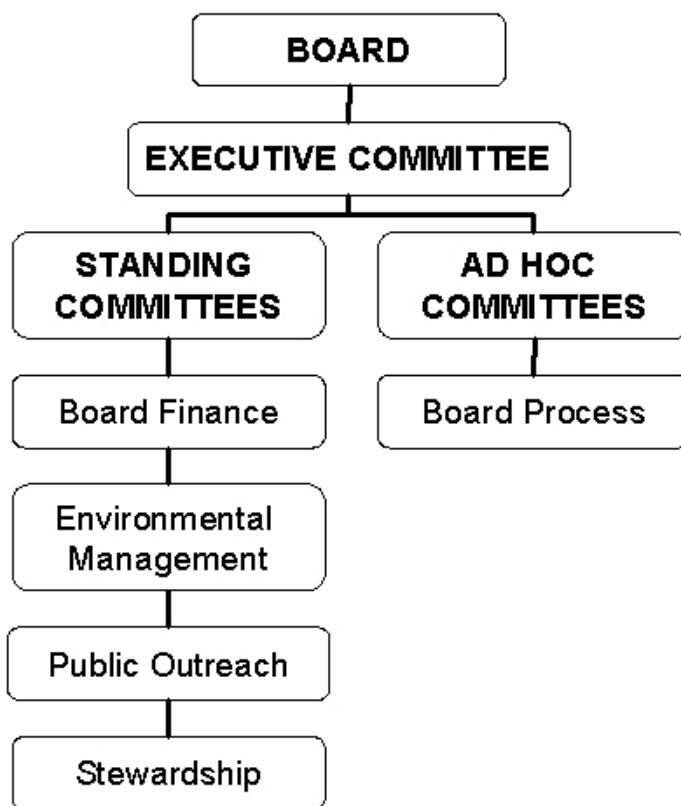 BOARD
EXECUTIVE COMMITTEE
STANDING
COMMITTEES
Board Finance
Environmental
Management
Public Outreach
Stewardship
AD HOC
COMMITTEES
Board Process